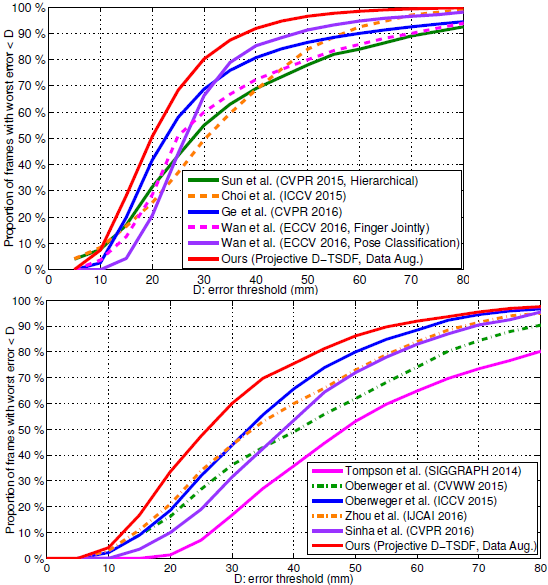 100 %
90 %
80 %
70 %
60 %
50 %
40 %
30 %
20 %
10 %
0 %
Proportion of frames with worst error < D
Sun et al. (CVPR 2015, Hierarchical)
Choi et al. (ICCV 2015)
Ge et al. (CVPR 2016)
Wan et al. (ECCV 2016, Finger Jointly)
Wan et al. (ECCV 2016, Pose Classification)
Ours (Projective D-TSDF, Data Aug.)
0 10 20 30 40 50 60 70 80
D: error threshold (mm)
100 %
90 %
80 %
70 %
60 %
50 %
40 %
30 %
20 %
10 %
0 %
Proportion of frames with worst error < D
Tompson et al. (SIGGRAPH 2014)
Oberweger et al. (CVWW 2015)
Oberweger et al. (ICCV 2015)
Zhou et al. (IJCAI 2016)
Sinha et al. (CVPR 2016)
Ours (Projective D-TSDF, Data Aug.)
0 10 20 30 40 50 60 70 80
D: error threshold (mm)